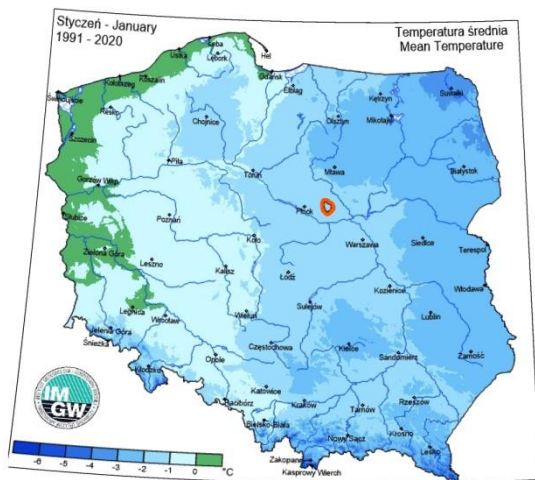 Styczeń - January
1991 - 2020
Temperatura średnia
Mean Temperature
Łeba
Ustka
Lębork
Hel
Koszalin
Kołobrzeg
Gdańsk
Elbląg
Kętrzyn
Suwałki
Świnoujście
Resko
Chojnice
Olsztyn
Mikołajki
Szczecin
Piła
Toruń
Mława
Białystok
Gorzów Wlkp.
Płock
Słubice
Poznań
Koło
Warszawa
Siedlce
Terespol
Zielona Góra
Leszno
Kalisz
Łódź
Kozienice
Włodawa
Legnica
Wrocław
Wieluń
Sulejów
Lublin
Jelenia Góra
Śnieżka
Opole
Częstochowa
Kielce
Sandomierz
Zamość
Kłodzko
Katowice
Racibórz
Kraków
Tarnów
Rzeszów
Bielsko-Biała
Nowy Sącz
Krosno
Lesko
Zakopane
Kasprowy Wierch
IM
GW
-6 -5 -4 -3 -2 -1 0 °C